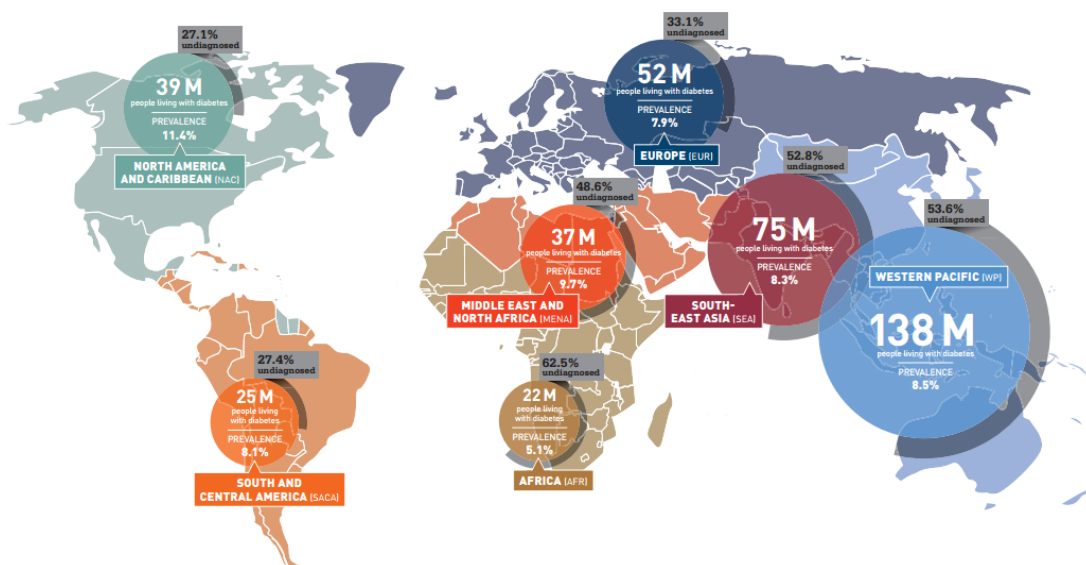 27.1%
undiagnosed
39 M
people living with diabetes
PREVALENCE
11.4%
NORTH AMERICA
AND CARIBBEAN (NAC)
33.1%
undiagnosed
52 M
people living with diabetes
PREVALENCE
7.9%
EUROPE (EUR)
48.6%
undiagnosed
37 M
people living with diabetes
PREVALENCE
9.7%
MIDDLE EAST AND
NORTH AFRICA (MENA)
52.8%
undiagnosed
75 M
people living with diabetes
PREVALENCE
8.3%
SOUTH-
EAST ASIA (SEA)
53.6%
undiagnosed
WESTERN PACIFIC (WP)
138 M
people living with diabetes
PREVALENCE
8.5%
27.4%
undiagnosed
25 M
people living
with diabetes
PREVALENCE
8.1%
SOUTH AND
CENTRAL AMERICA (SACA)
62.5%
undiagnosed
22 M
people living
with diabetes
PREVALENCE
5.1%
AFRICA (AFR)